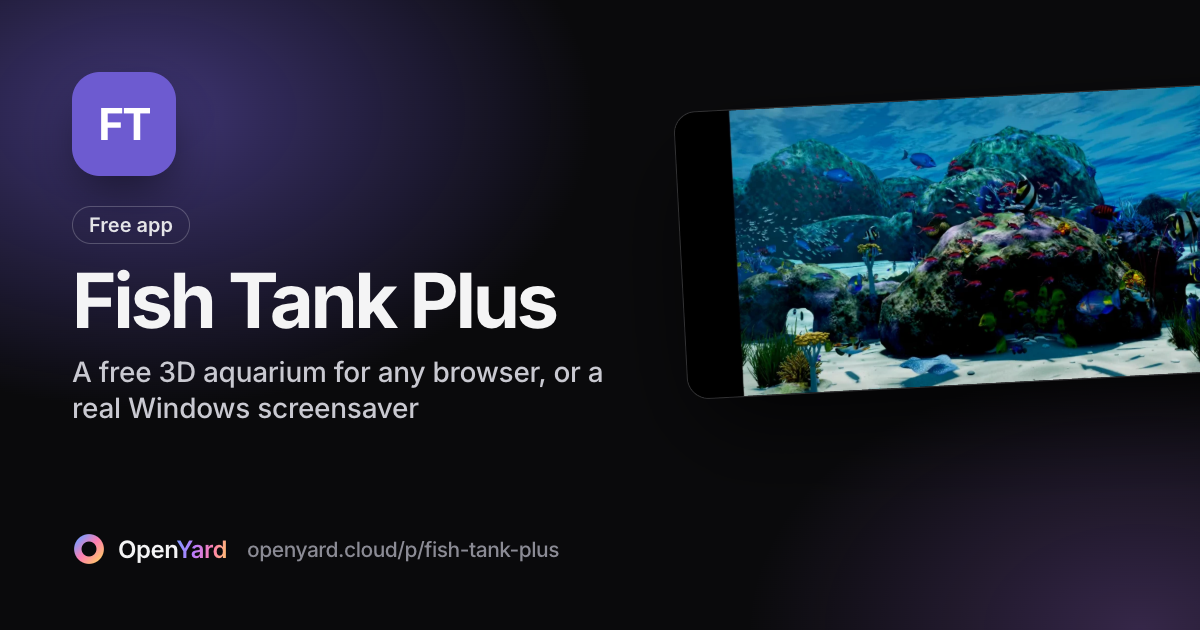 FT
Free app
Fish Tank Plus
A free 3D aquarium for any browser, or a
real Windows screensaver
OpenYard openyard.cloud/p/fish-tank-plus